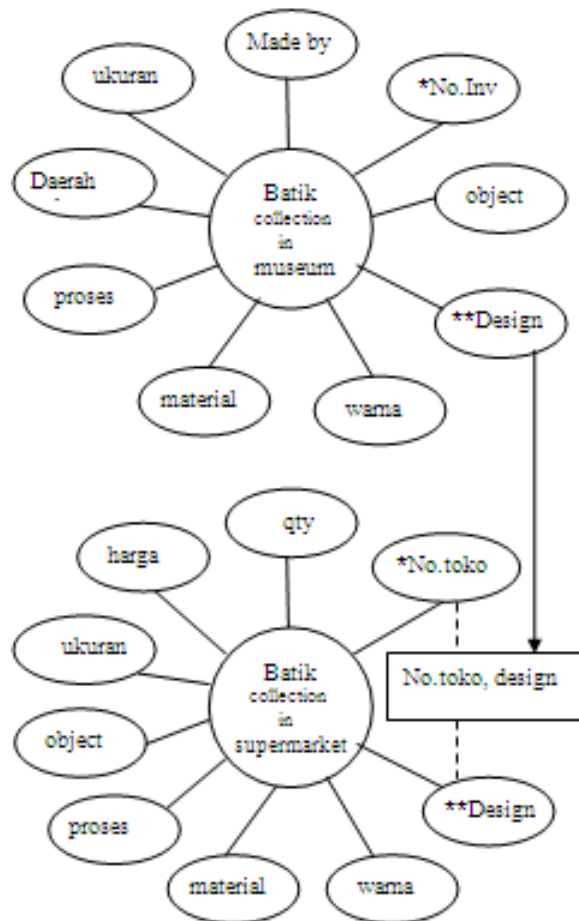 Made by
ukuran
*No.Inv
Daerah
object
Batik
collection
in
museum
proses
**Design
material
warna
qty
harga
*No.toko
ukuran
Batik
collection
in
supermarket
No.toko, design
object
proses
**Design
material
warna